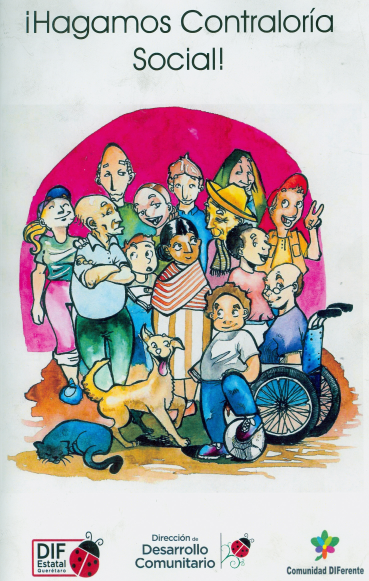 ¡Hagamos Contraloría
Social!
DIF
Estatal
Querétaro
Dirección de
Desarrollo
Comunitario
Comunidad DIFerente